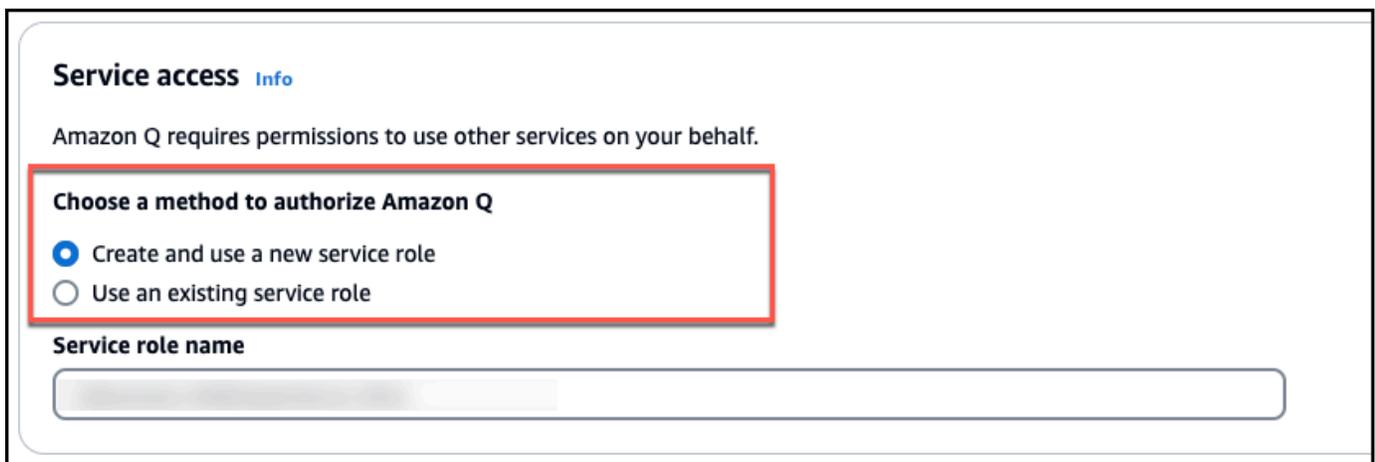 Service access Info
Amazon Q requires permissions to use other services on your behalf.
Choose a method to authorize Amazon Q
Create and use a new service role
Use an existing service role
Service role name